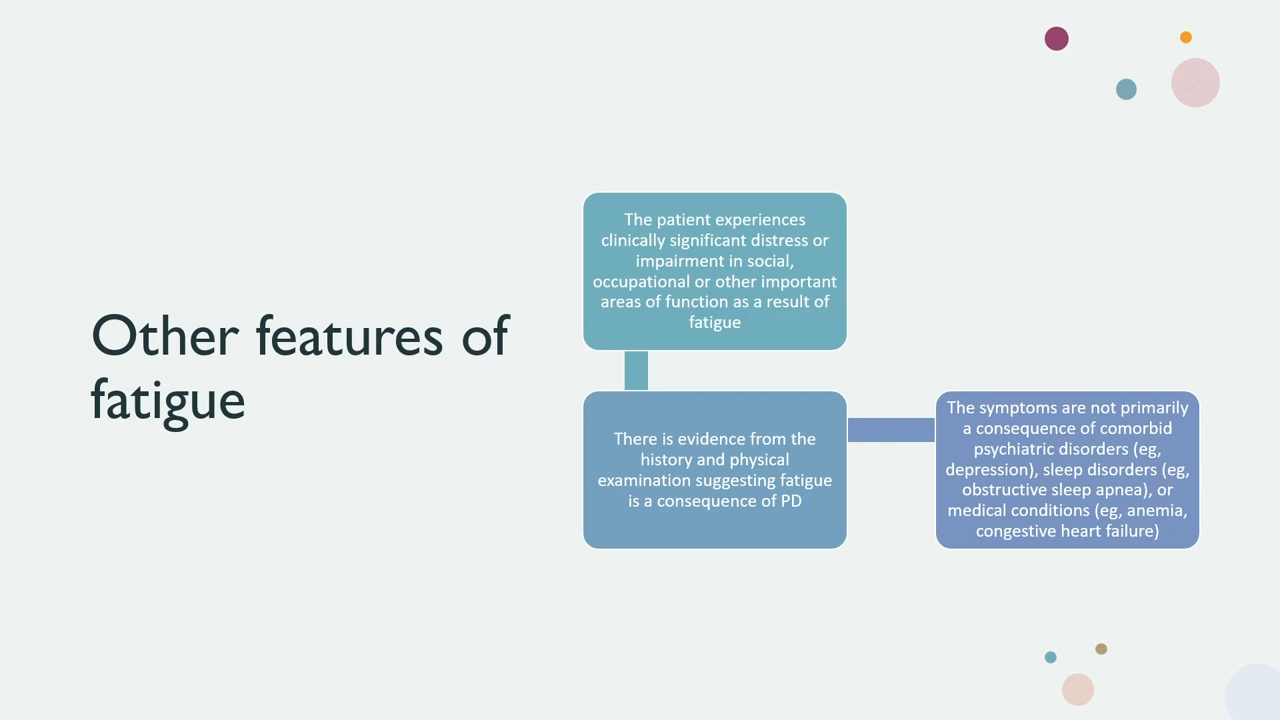 Other features of
fatigue
The patient experiences
clinically significant distress or
impairment in social,
occupational or other important
areas of function as a result of
fatigue
There is evidence from the
history and physical
examination suggesting fatigue
is a consequence of PD
The symptoms are not primarily
a consequence of comorbid
psychiatric disorders (eg,
depression), sleep disorders (eg,
obstructive sleep apnea), or
medical conditions (eg, anemia,
congestive heart failure)